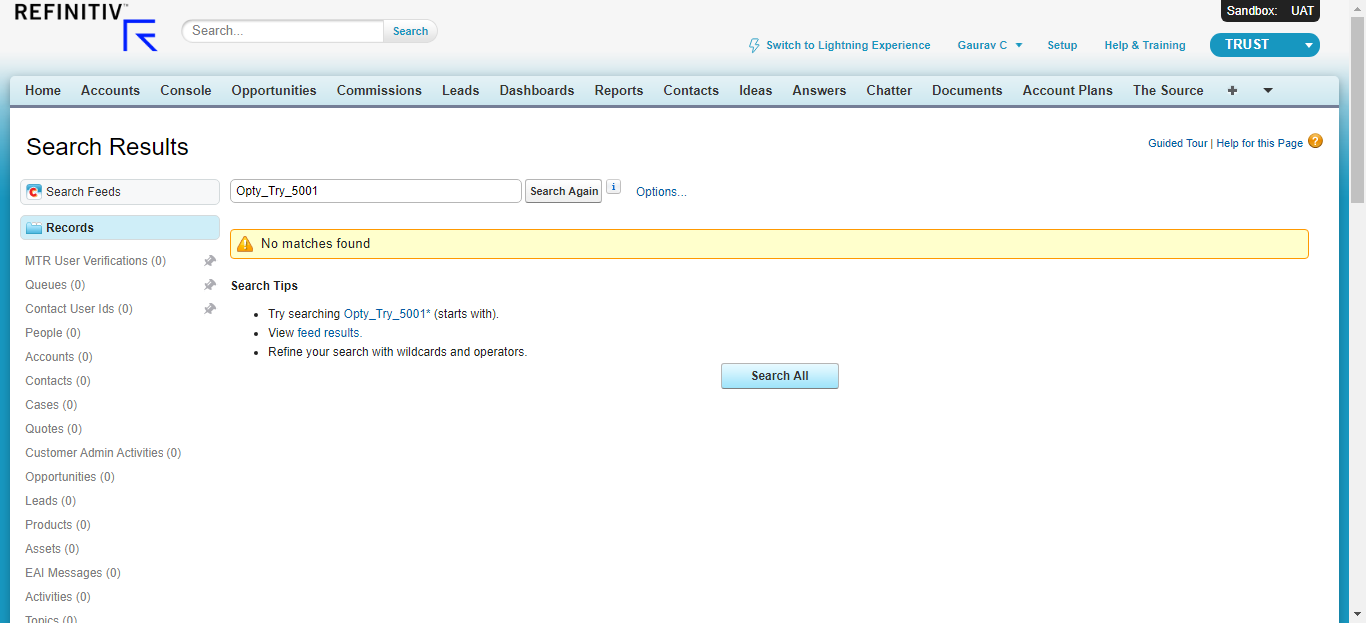 REFINITIV™
Search...
Search
Sandbox: UAT
Switch to Lightning Experience
Gaurav C
Setup
Help & Training
TRUST
Home
Accounts
Console
Opportunities
Commissions
Leads
Dashboards
Reports
Contacts
Ideas
Answers
Chatter
Documents
Account Plans
The Source
+
Search Results
Guided Tour | Help for this Page ?
Search Feeds
Opty_Try_5001
Search Again
i
Options...
Records
No matches found
MTR User Verifications (0)
Queues (0)
Contact User Ids (0)
People (0)
Accounts (0)
Contacts (0)
Cases (0)
Quotes (0)
Customer Admin Activities (0)
Opportunities (0)
Leads (0)
Products (0)
Assets (0)
EAI Messages (0)
Activities (0)
Topics (0)
Search Tips
Try searching Opty_Try_5001* (starts with).
View feed results.
Refine your search with wildcards and operators.
Search All